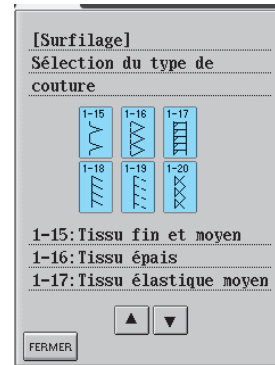 [Surfilage]
Sélection du type de
couture
1-15 1-16 1-17
1-18 1-19 1-20
1-15:Tissu fin et moyen
1-16:Tissu épais
1-17:Tissu élastique moyen
FERMER